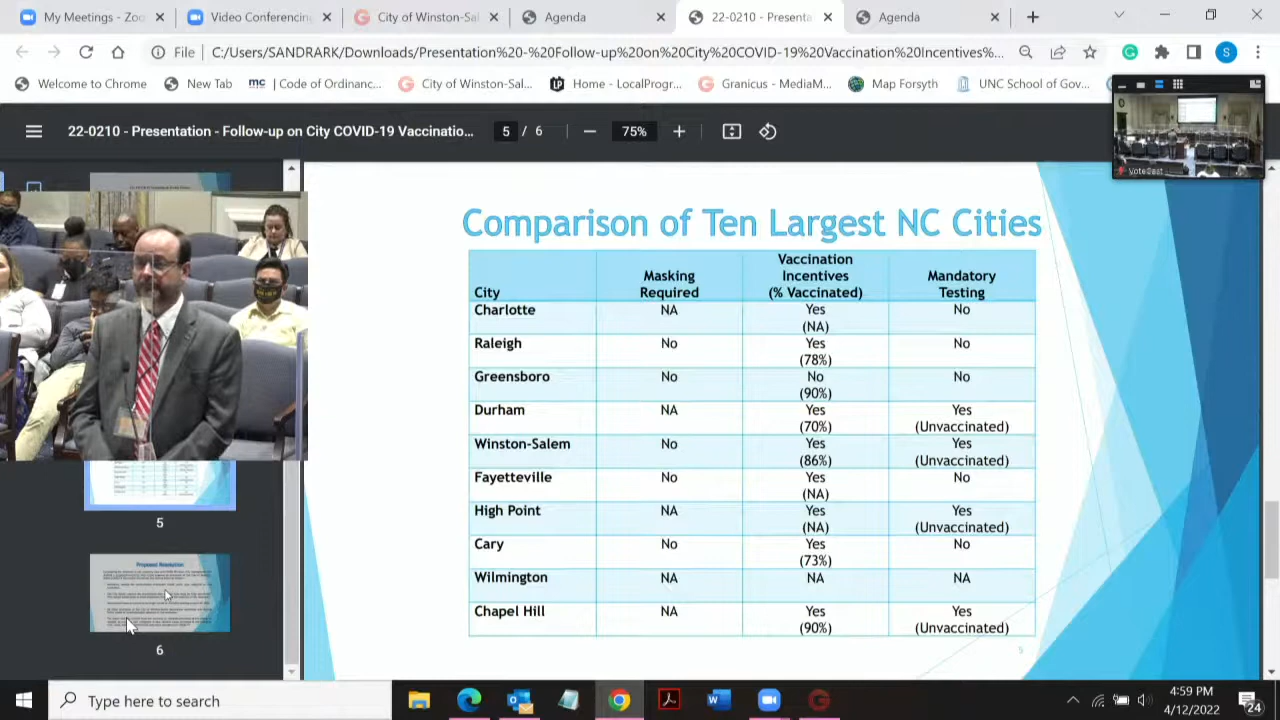 My Meetings - Zoo
Video Conferencing
City of Winston-Sal
Agenda
22-0210 - Presenta
Agenda
File
C:/Users/SANDRARK/Downloads/Presentation%20-%20Follow-up%20on%20City%20COVID-19%20Vaccination%20Incentives%...
S
Welcome to Chrome
New Tab
mc | Code of Ordinanc...
City of Winston-Sal...
Home - LocalProgr...
Granicus - MediaM...
Map Forsyth
UNC School of Gov...
22-0210 - Presentation - Follow-up on City COVID-19 Vaccinatio...
5 / 6
75%
VoteCast
Comparison of Ten Largest NC Cities
City
Masking Required
Vaccination Incentives (% Vaccinated)
Mandatory Testing
Charlotte NA Yes (NA) No
Raleigh No Yes (78%) No
Greensboro No No (90%) No
Durham NA Yes (70%) Yes (Unvaccinated)
Winston-Salem No Yes (86%) Yes (Unvaccinated)
Fayetteville No Yes (NA) No
High Point NA Yes (NA) Yes (Unvaccinated)
Cary No Yes (73%) No
Wilmington NA NA NA
Chapel Hill NA Yes (90%) Yes (Unvaccinated)
5
5
Proposed Resolution
6
Type here to search
4:59 PM
4/12/2022
24